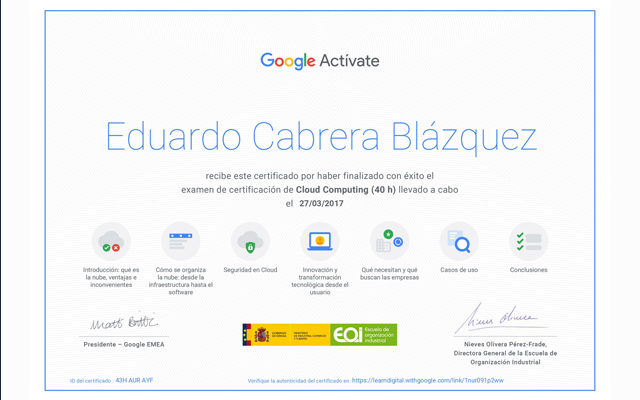 Google Actívate
Eduardo Cabrera Blázquez
recibe este certificado por haber finalizado con éxito el
examen de certificación de Cloud Computing (40 h) llevado a cabo
el 27/03/2017
Introducción: qué es
la nube, ventajas e
inconvenientes
Cómo se organiza
la nube: desde la
infraestructura hasta el
software
Seguridad en Cloud
Innovación y
transformación
tecnológica desde el
usuario
Qué necesitan y qué
buscan las empresas
Casos de uso
Conclusiones
Presidente – Google EMEA
EOi
Escuela de
organización
industrial
Nieves Olivera Pérez-Frade,
Directora General de la Escuela de
Organización Industrial
ID del certificado : 43H AUR AYF
Verifique la autenticidad del certificado en: https://learndigital.withgoogle.com/link/1nur091p2ww